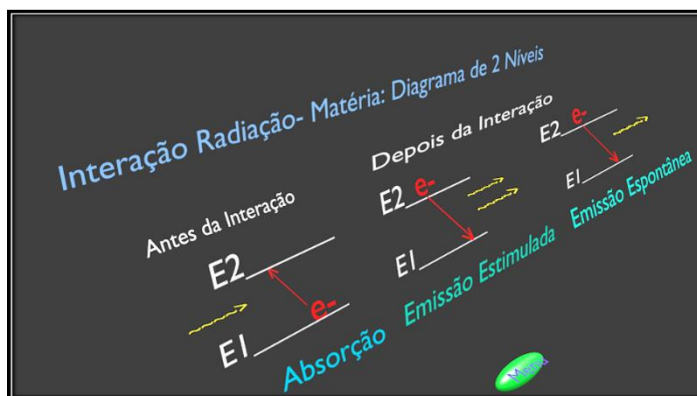 Interação Radiação- Matéria: Diagrama de 2 Níveis
Antes da Interação
E2
e-
E1
Absorção
Depois da Interação
E2 e-
E1
Emissão Estimulada
E2 e-
E1
Emissão Espontânea
Menu